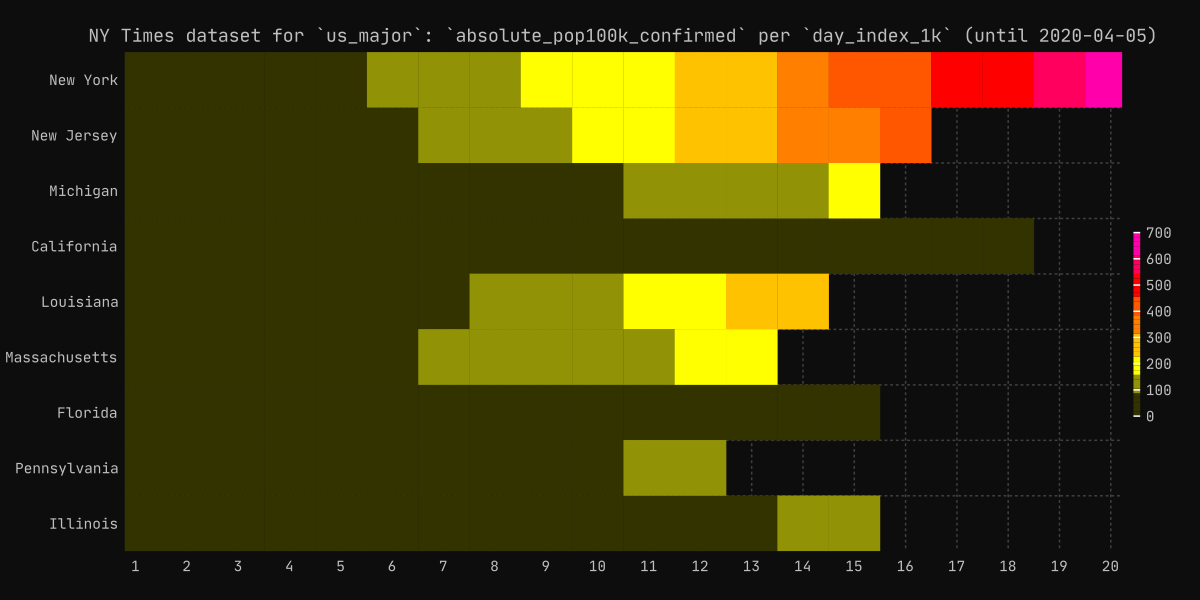 NY Times dataset for `us_major`: `absolute_pop100k_confirmed` per `day_index_1k` (until 2020-04-05)
New York
New Jersey
Michigan
California
Louisiana
Massachusetts
Florida
Pennsylvania
Illinois
700
600
500
400
300
200
100
0
1 2 3 4 5 6 7 8 9 10 11 12 13 14 15 16 17 18 19 20